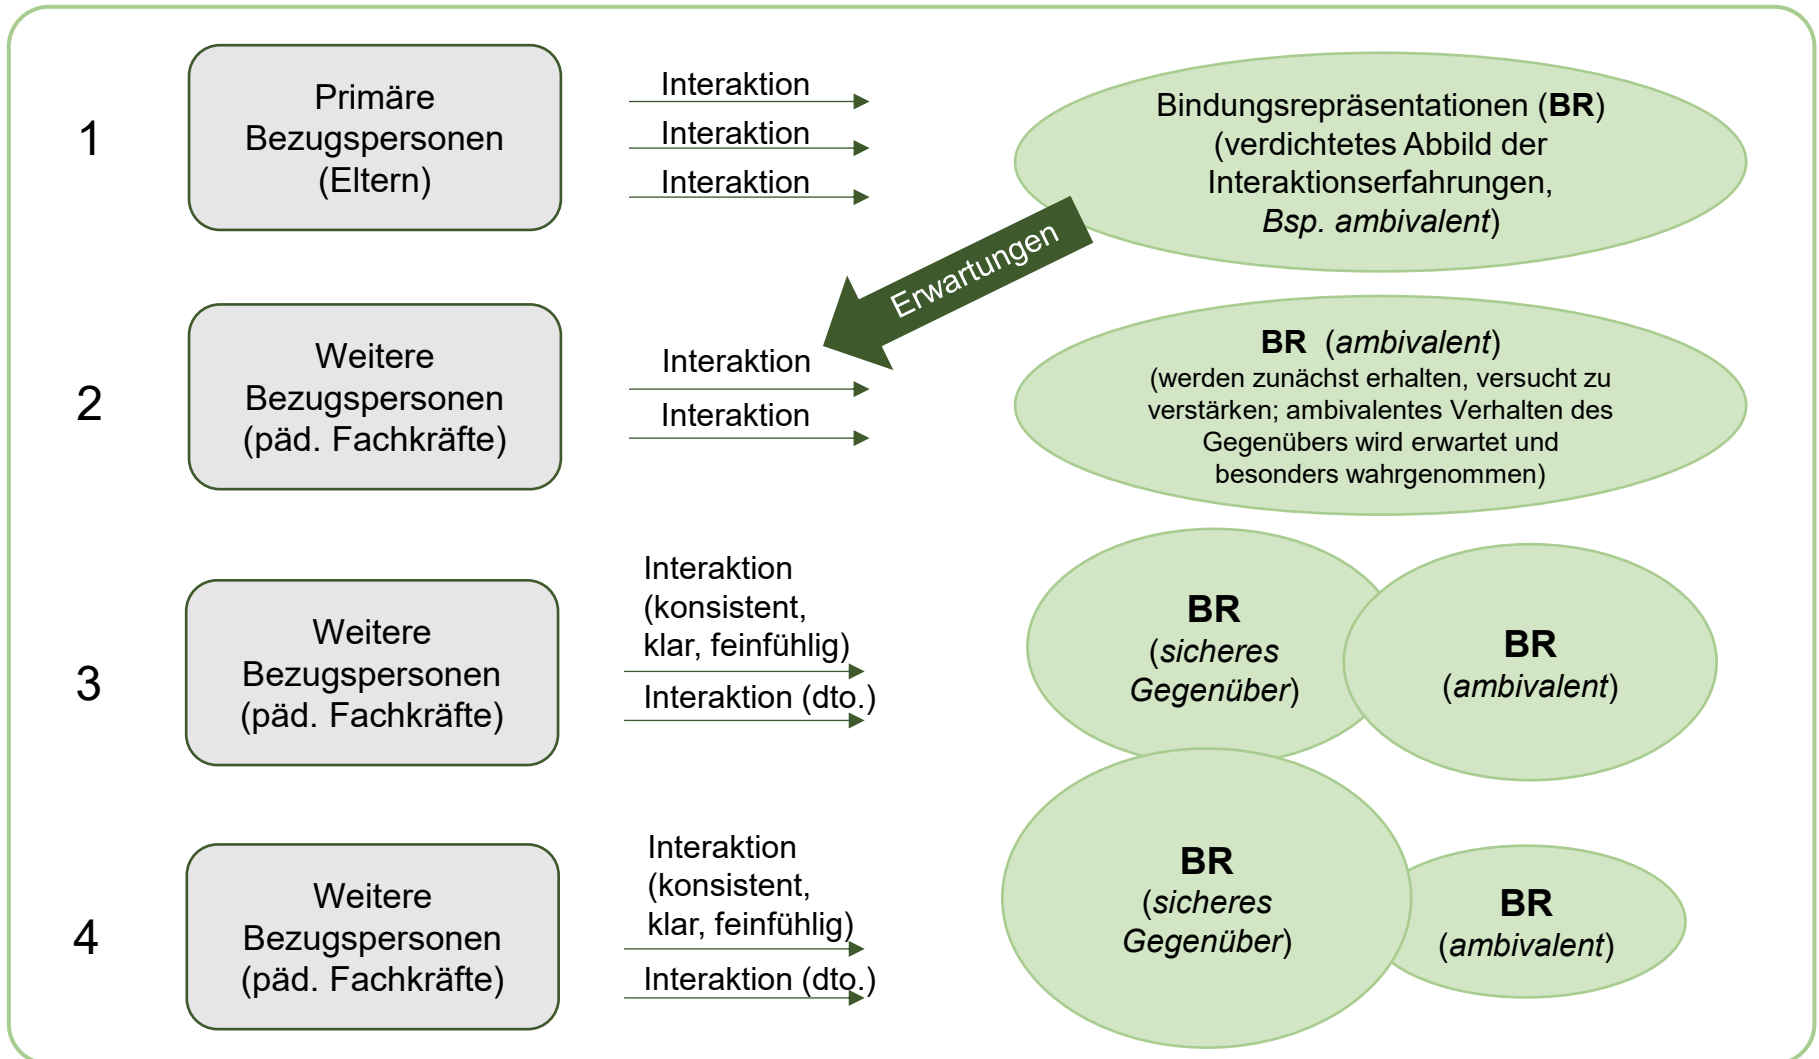 1
Primäre
Bezugspersonen
(Eltern)
Interaktion
Interaktion
Interaktion
Bindungsrepräsentationen (BR)
(verdichtetes Abbild der
Interaktionserfahrungen,
Bsp. ambivalent)
Erwartungen
2
Weitere
Bezugspersonen
(päd. Fachkräfte)
Interaktion
Interaktion
BR (ambivalent)
(werden zunächst erhalten, versucht zu
verstärken; ambivalentes Verhalten des
Gegenübers wird erwartet und
besonders wahrgenommen)
3
Weitere
Bezugspersonen
(päd. Fachkräfte)
Interaktion
(konsistent,
klar, feinfühlig)
Interaktion (dto.)
BR
(sicheres
Gegenüber)
BR
(ambivalent)
4
Weitere
Bezugspersonen
(päd. Fachkräfte)
Interaktion
(konsistent,
klar, feinfühlig)
Interaktion (dto.)
BR
(sicheres
Gegenüber)
BR
(ambivalent)